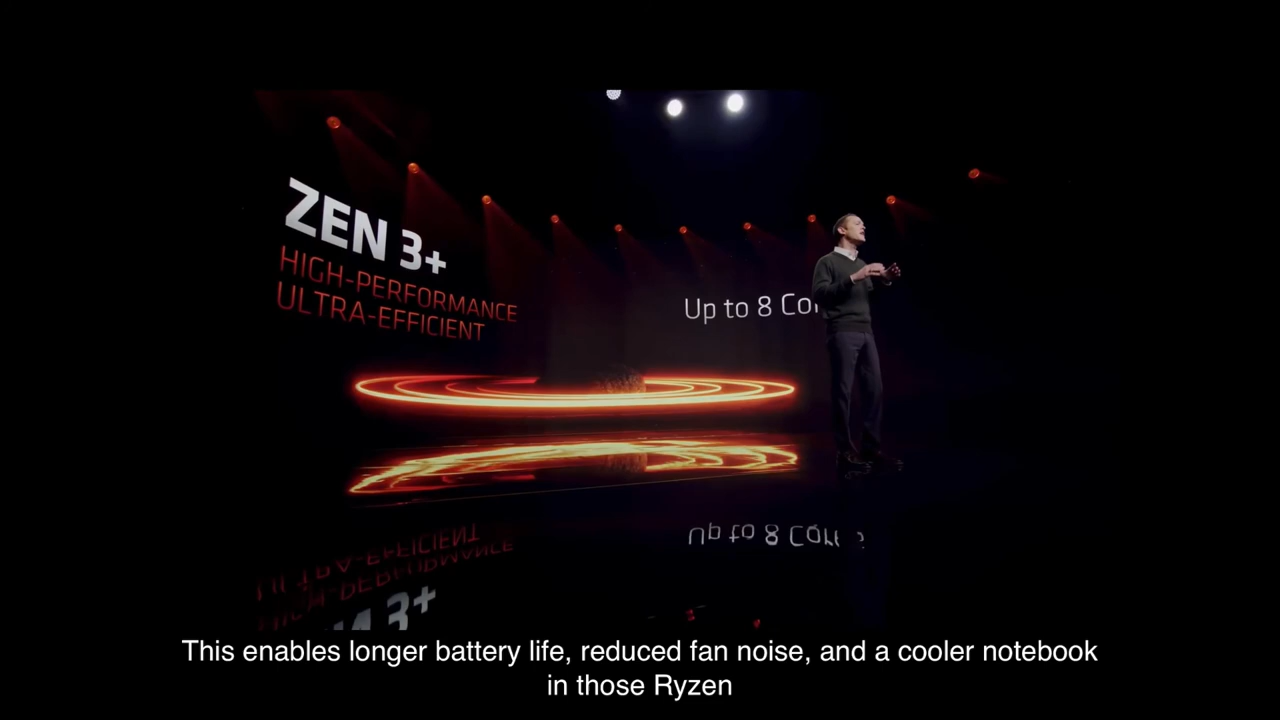 ZEN 3+
HIGH-PERFORMANCE
ULTRA-EFFICIENT
Up to 8 Cor
This enables longer battery life, reduced fan noise, and a cooler notebook
in those Ryzen